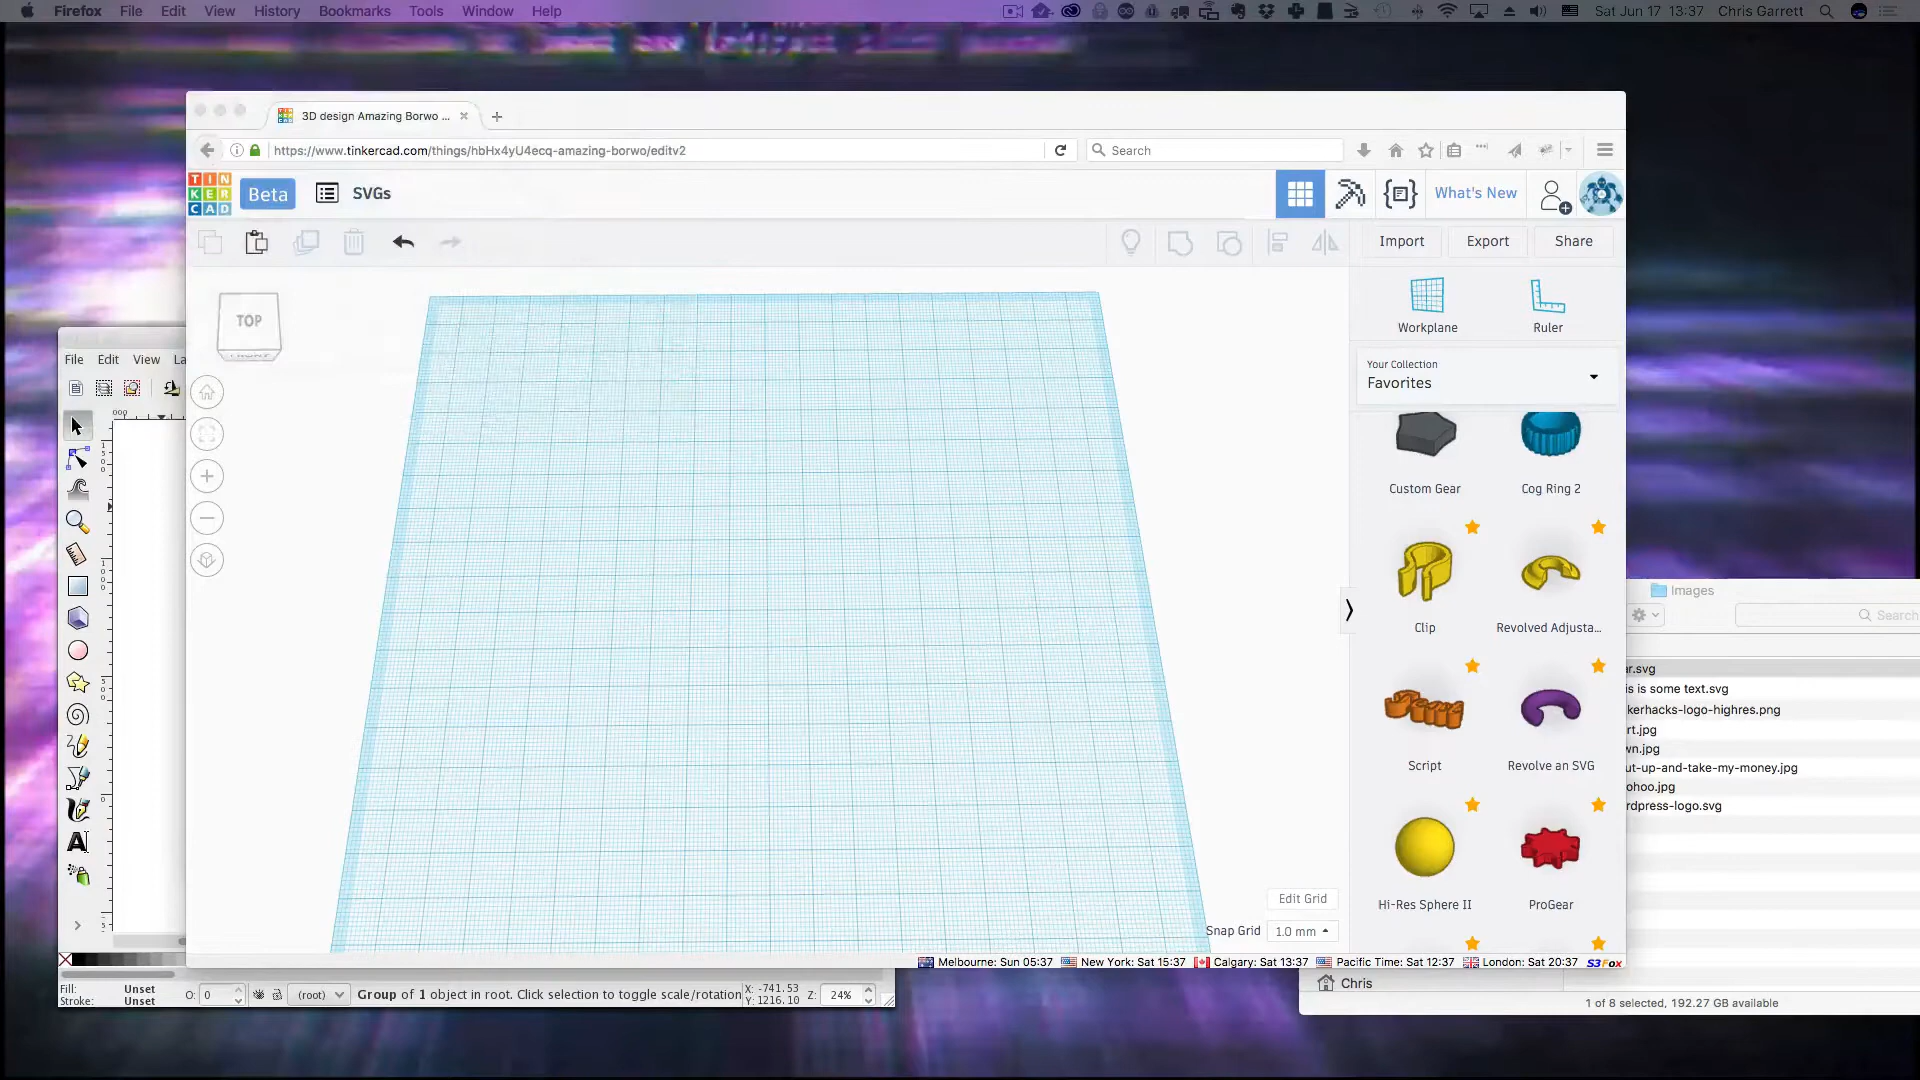 Firefox File Edit View History Bookmarks Tools Window Help
Sat Jun 17 13:37 Chris Garrett
3D design Amazing Borwo ...
https://www.tinkercad.com/things/hbHx4yU4ecq-amazing-borwo/editv2
Search
TIN
KER
CAD
Beta
SVGs
What's New
Import Export Share
TOP
Workplane
Ruler
Your Collection
Favorites
Custom Gear
Cog Ring 2
Clip
Revolved Adjusta...
Script
Revolve an SVG
Hi-Res Sphere II
ProGear
Edit Grid
Snap Grid 1.0 mm
Melbourne: Sun 05:37 New York: Sat 15:37 Calgary: Sat 13:37 Pacific Time: Sat 12:37 London: Sat 20:37 S3Fox
File Edit View La
Fill: Unset
Stroke: Unset
O: 0
(root)
Group of 1 object in root. Click selection to toggle scale/rotation
X: -741.53
Y: 1216.10
Z: 24%
Images
Search
ar.svg
is is some text.svg
kerhacks-logo-highres.png
rt.jpg
wn.jpg
ut-up-and-take-my-money.jpg
ohoo.jpg
rdpress-logo.svg
Chris
1 of 8 selected, 192.27 GB available